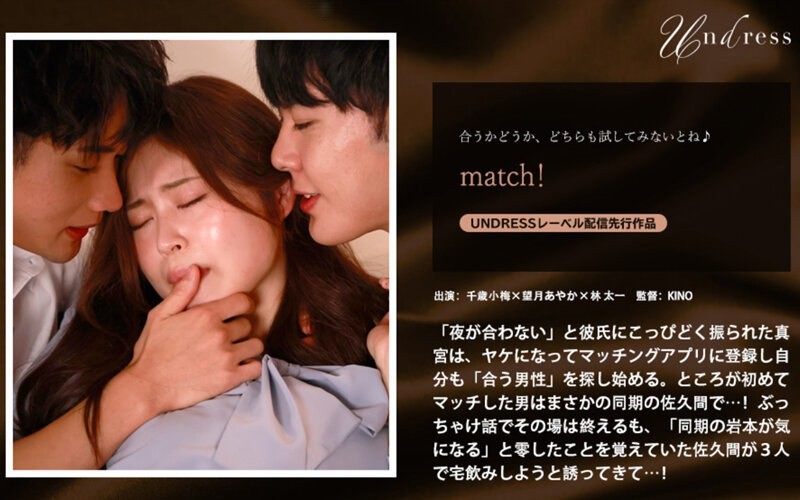 Undress
合うかどうか、どちらも試してみないとね♪
match!
UNDRESSレーベル配信先行作品
出演：千歳小梅×望月あやか×林 太一　監督：KINO
「夜が合わない」と彼氏にこっぴどく振られた真
宮は、ヤケになってマッチングアプリに登録し自
分も「合う男性」を探し始める。ところが初めて
マッチした男はまさかの同期の佐久間で…！ぶっ
ちゃけ話でその場は終えるも、「同期の岩本が気
になる」と零したことを覚えていた佐久間が３人
で宅飲みしようと誘ってきて…！